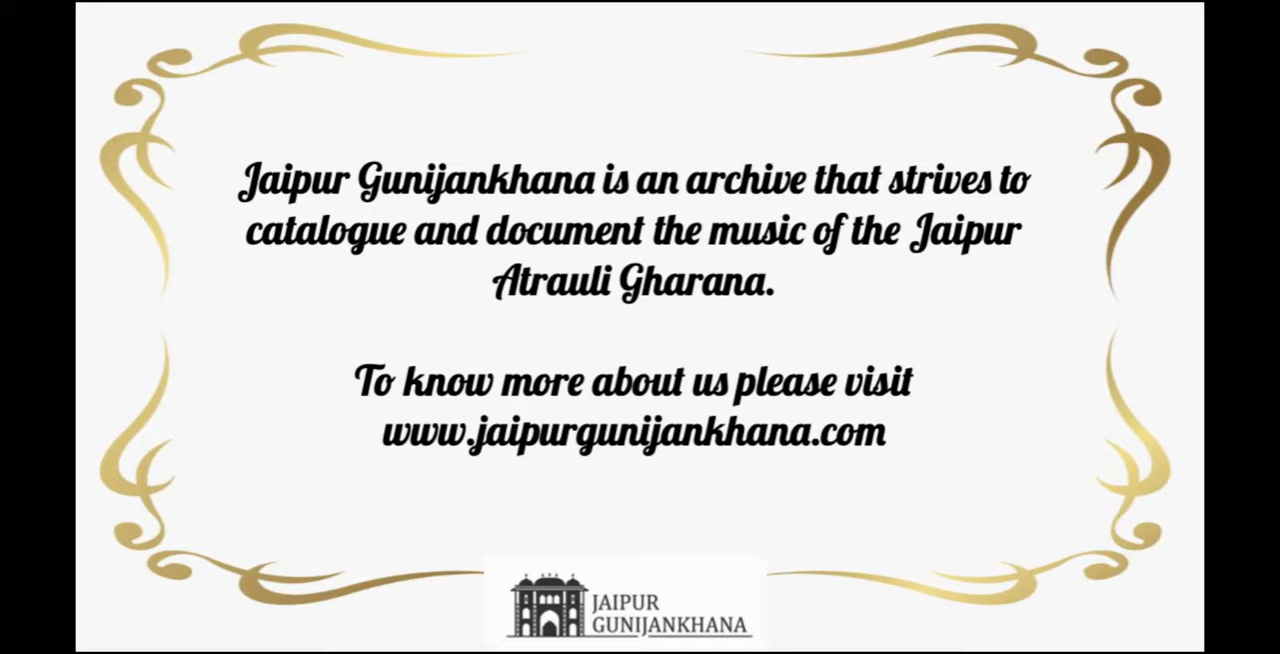 Jaipur Gunijankhana is an archive that strives to
catalogue and document the music of the Jaipur
Atrauli Gharana.
To know more about us please visit
www.jaipurgunijankhana.com
JAIPUR
GUNIJANKHANA